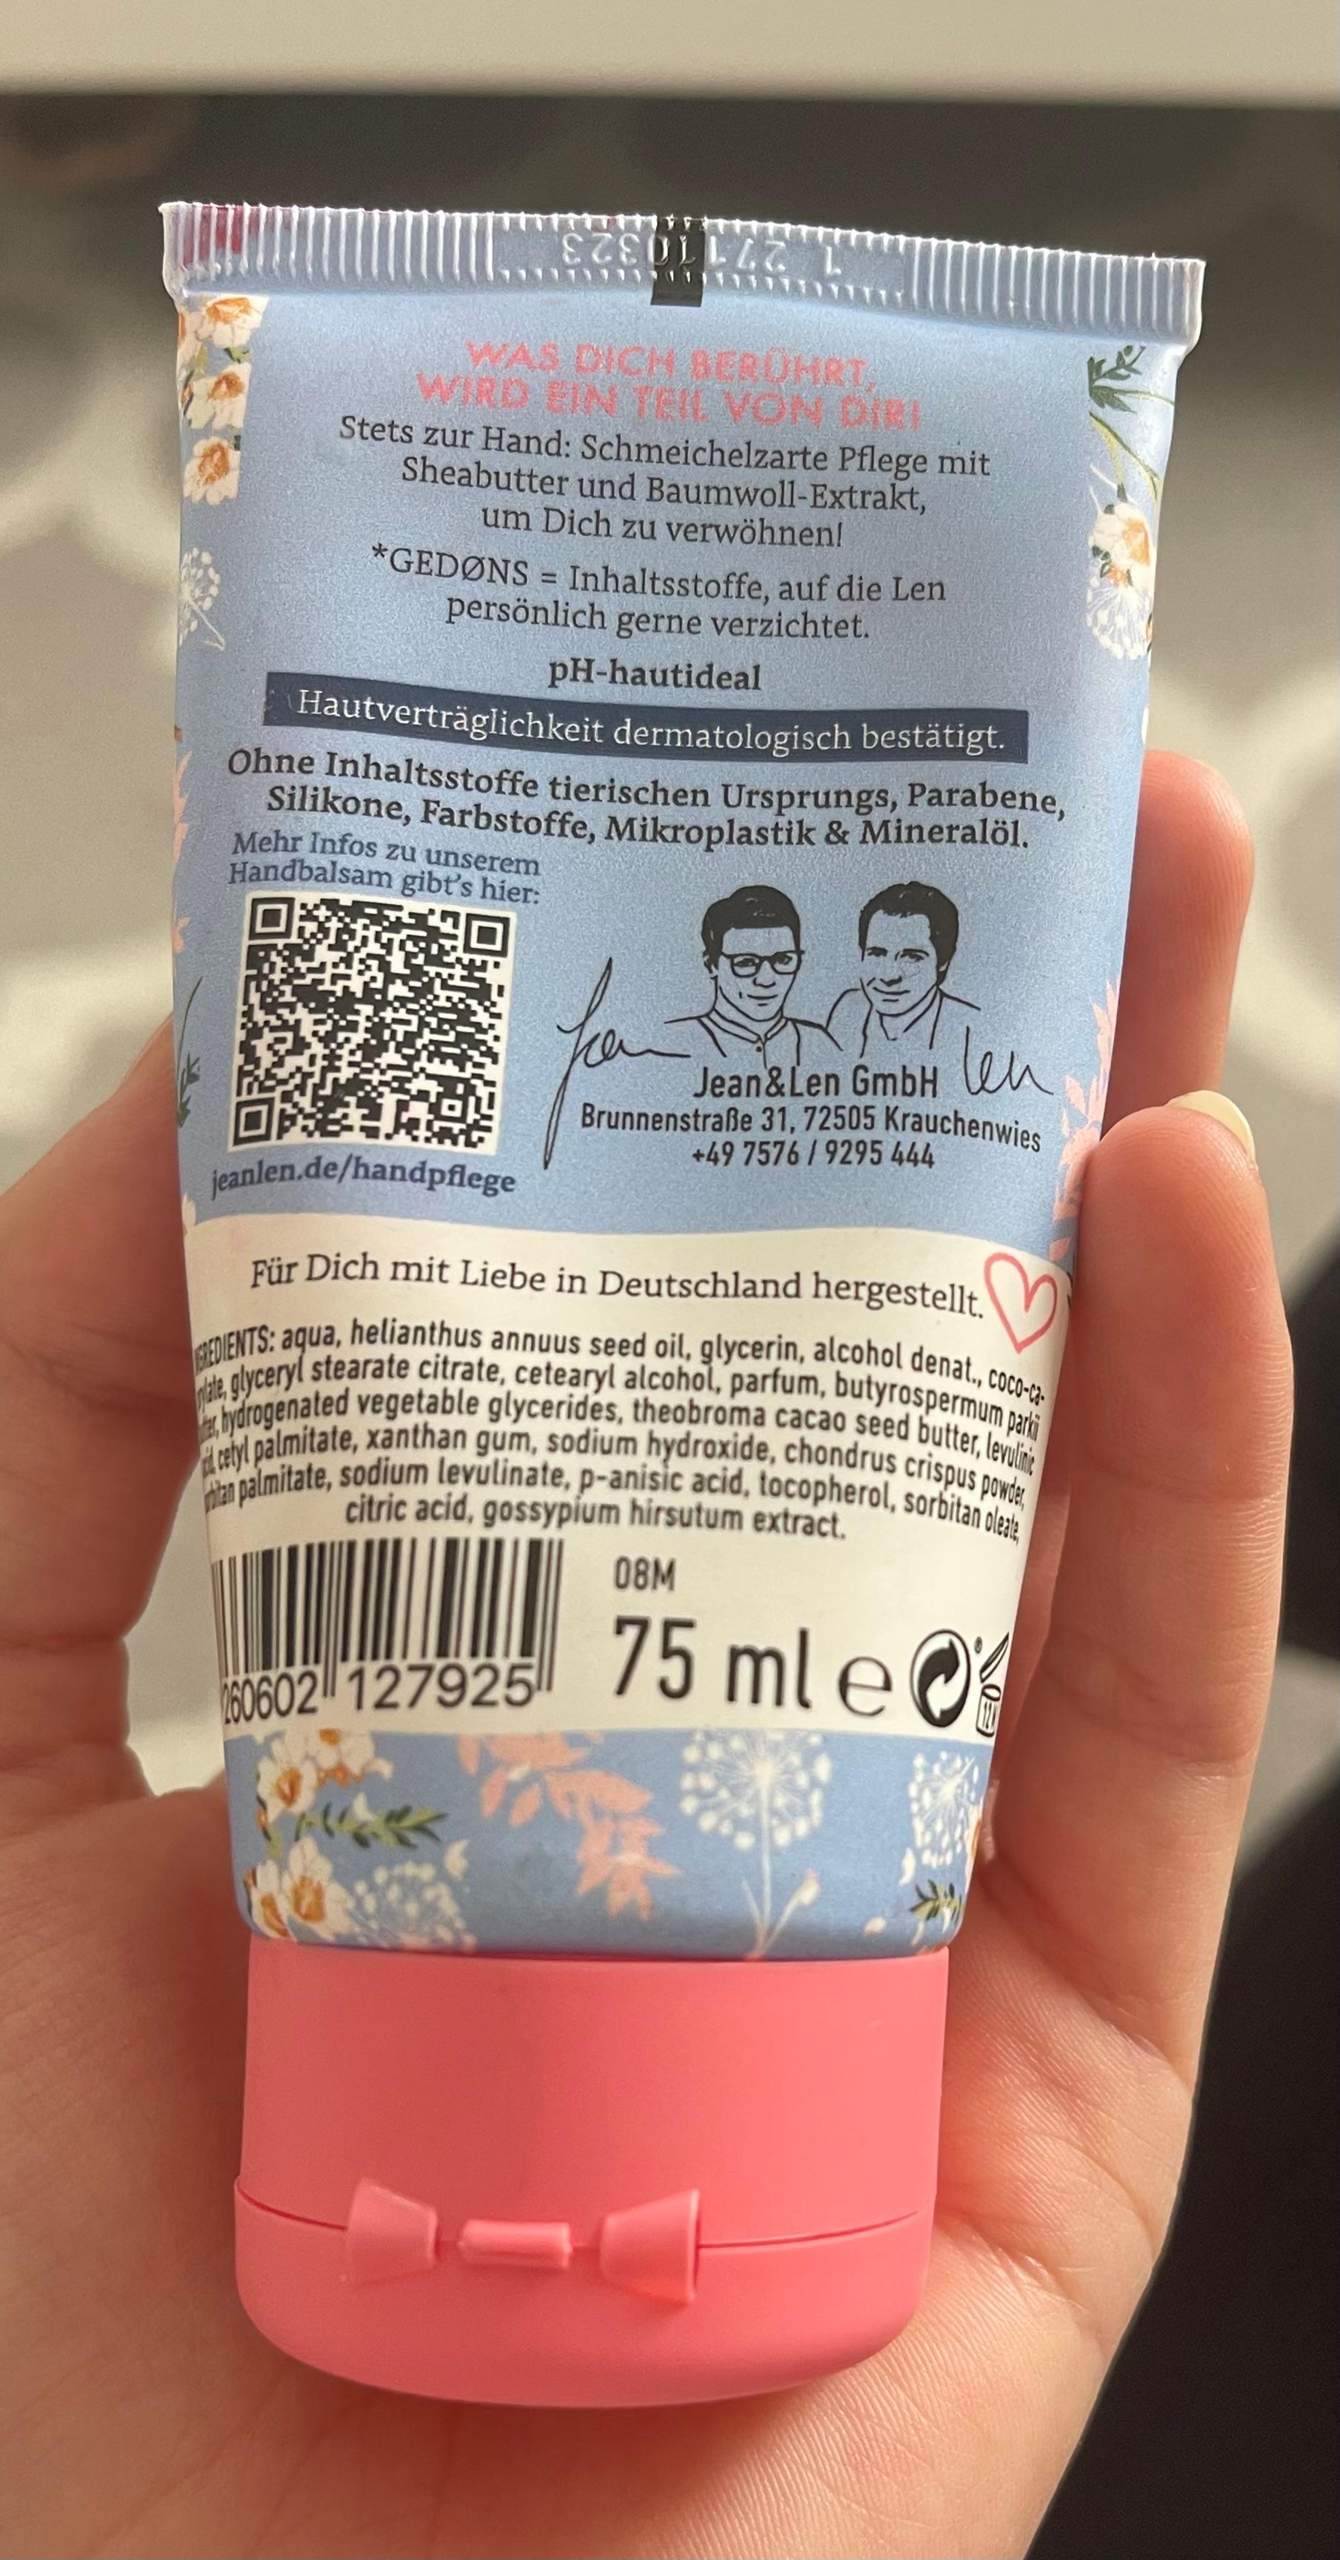 1 27110323
WAS DICH BERÜHRT,
WIRD EIN TEIL VON DIR!
Stets zur Hand: Schmeichelzarte Pflege mit
Sheabutter und Baumwoll-Extrakt,
um Dich zu verwöhnen!
*GEDØNS = Inhaltsstoffe, auf die Len
persönlich gerne verzichtet.
pH-hautideal
Hautverträglichkeit dermatologisch bestätigt.
Ohne Inhaltsstoffe tierischen Ursprungs, Parabene,
Silikone, Farbstoffe, Mikroplastik & Mineralöl.
Mehr Infos zu unserem
Handbalsam gibt's hier:
jeanlen.de/handpflege
Jean
Len
Jean&Len GmbH
Brunnenstraße 31, 72505 Krauchenwies
+49 7576 / 9295 444
Für Dich mit Liebe in Deutschland hergestellt.
aqua, helianthus annuus seed oil, glycerin, alcohol denat., coco-ca-
glyceryl stearate citrate, cetearyl alcohol, parfum, butyrospermum parkii
hydrogenated vegetable glycerides, theobroma cacao seed butter, levulinic
cetyl palmitate, xanthan gum, sodium hydroxide, chondrus crispus powder,
palmitate, sodium levulinate, p-anisic acid, tocopherol, sorbitan oleate,
citric acid, gossypium hirsutum extract.
260602 127925
08M
75 ml e